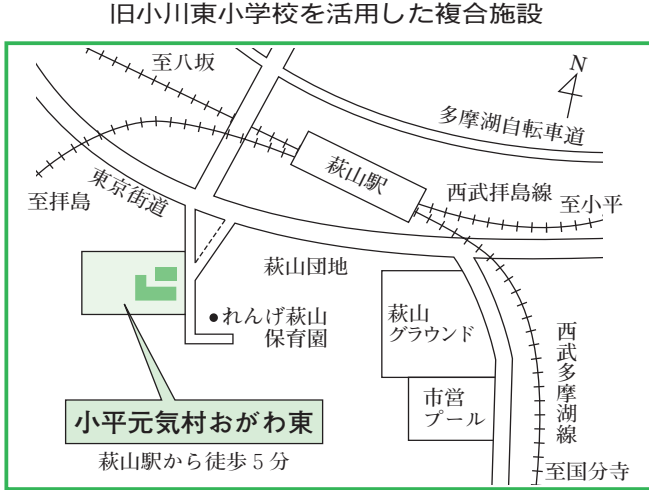 旧小川東小学校を活用した複合施設
至八坂
N
多摩湖自転車道
萩山駅
西武拝島線
至小平
東京街道
至拝島
萩山団地
れんげ萩山
保育園
萩山
グラウンド
西武多摩湖線
市営
プール
小平元気村おがわ東
萩山駅から徒歩5分
至国分寺